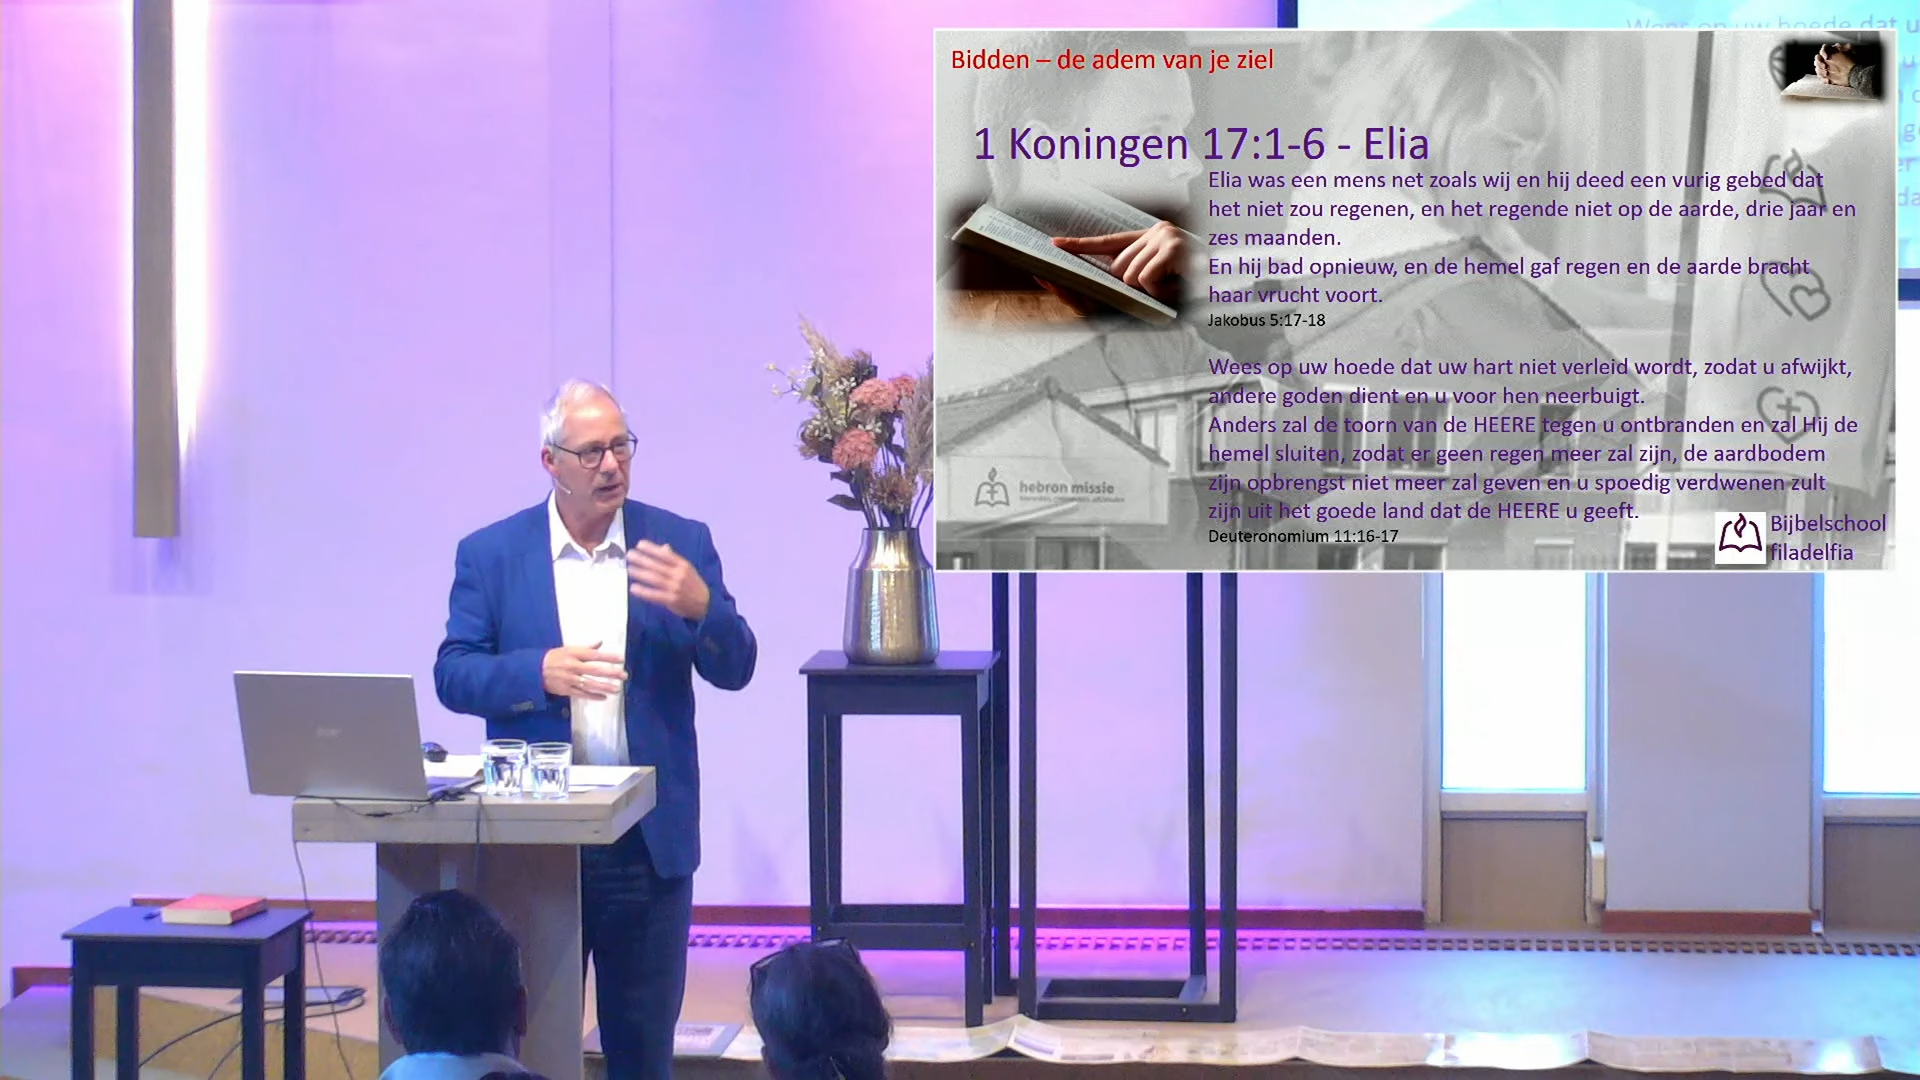 Bidden – de adem van je ziel
1 Koningen 17:1-6 - Elia
Elia was een mens net zoals wij en hij deed een vurig gebed dat
het niet zou regenen, en het regende niet op de aarde, drie jaar en
zes maanden.
En hij bad opnieuw, en de hemel gaf regen en de aarde bracht
haar vrucht voort.
Jakobus 5:17-18
Wees op uw hoede dat uw hart niet verleid wordt, zodat u afwijkt,
andere goden dient en u voor hen neerbuigt.
Anders zal de toorn van de HEERE tegen u ontbranden en zal Hij de
hemel sluiten, zodat er geen regen meer zal zijn, de aardbodem
zijn opbrengst niet meer zal geven en u spoedig verdwenen zult
zijn uit het goede land dat de HEERE u geeft.
Deuteronomium 11:16-17
hebron missie
Bijbelschool
filadelfia
Wees op uw hoede dat u
acer